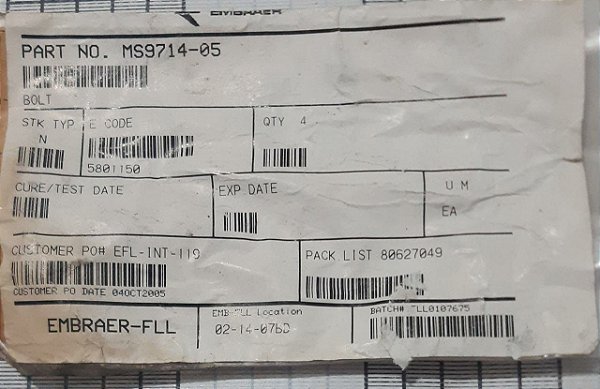 EMBRAER
PART NO. MS9714-05
BOLT
STK TYP E CODE QTY 4
N
5801150
CURE/TEST DATE EXP DATE U M
EA
CUSTOMER PO# EFL-INT-119 PACK LIST 80627049
CUSTOMER PO DATE 04OCT2005
EMBRAER-FLL EMB-FLL Location BATCH# LL0107675
02-14-07